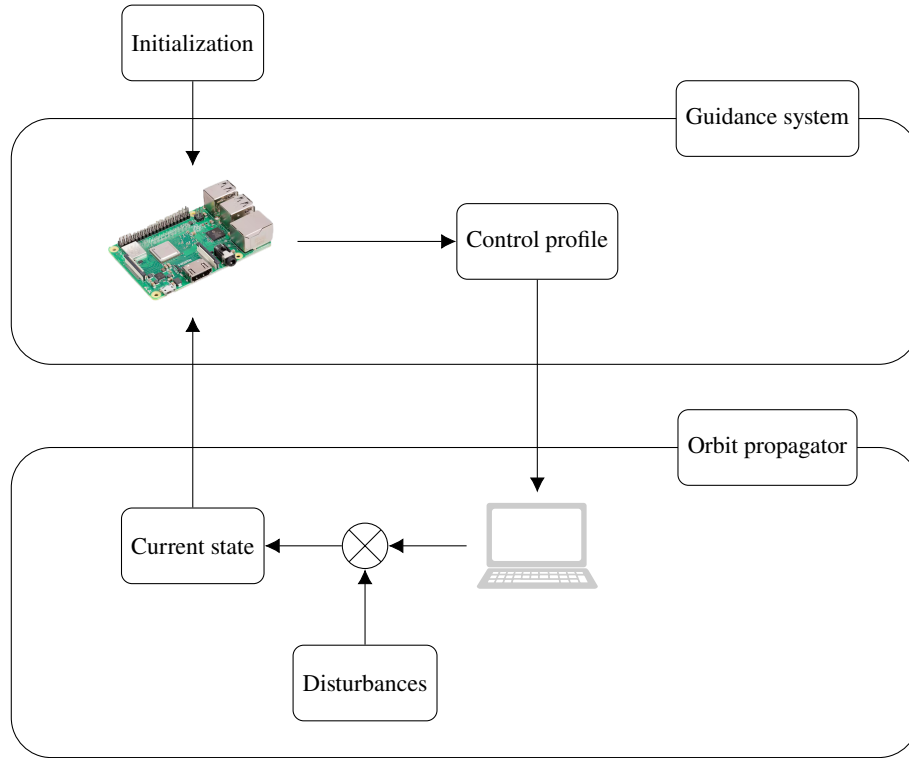 Initialization
Guidance system
Control profile
Orbit propagator
Current state
Disturbances